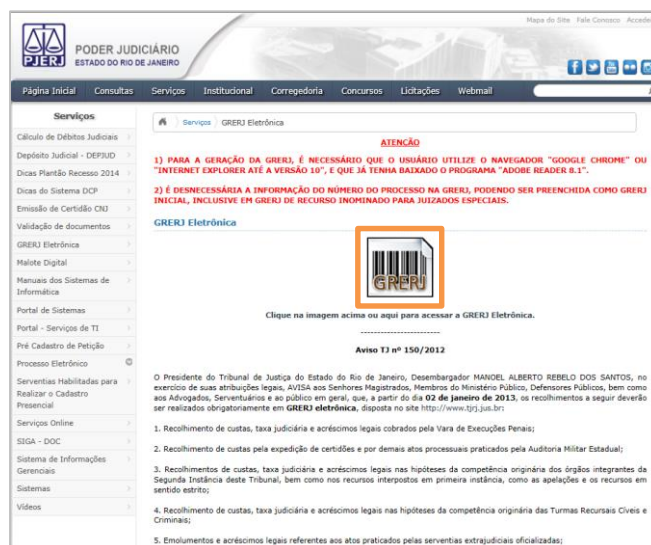 Mapa do Site Fale Conosco
PJERJ
PODER JUDICIÁRIO
ESTADO DO RIO DE JANEIRO
Página Inicial Consultas Serviços Institucional Corregedoria Concursos Licitações Webmail
Serviços
Cálculo de Débitos Judiciais
Depósito Judicial - DEPJUD
Dicas Plantão Recesso 2014
Dicas do Sistema DCP
Emissão de Certidão CNJ
Validação de documentos
GRERJ Eletrônica
Malote Digital
Manuais dos Sistemas de
Informática
Portal de Sistemas
Portal - Serviços de TI
Pré Cadastro de Petição
Processo Eletrônico
Serventias Habilitadas para
Realizar o Cadastro
Presencial
Serviços Online
SIGA - DOC
Sistema de Informações
Gerenciais
Sistemas
Vídeos
Serviços GRERJ Eletrônica
ATENÇÃO
1) PARA A GERAÇÃO DA GRERJ, É NECESSÁRIO QUE O USUÁRIO UTILIZE O NAVEGADOR "GOOGLE CHROME" OU
"INTERNET EXPLORER ATÉ A VERSÃO 10", E QUE JÁ TENHA BAIXADO O PROGRAMA "ADOBE READER 8.1".
2) É DESNECESSÁRIA A INFORMAÇÃO DO NÚMERO DO PROCESSO NA GRERJ, PODENDO SER PREENCHIDA COMO GRERJ
INICIAL, INCLUSIVE EM GRERJ DE RECURSO INOMINADO PARA JUIZADOS ESPECIAIS.
GRERJ Eletrônica
GRERJ
Clique na imagem acima ou aqui para acessar a GRERJ Eletrônica.
------------------------
Aviso TJ nº 150/2012
O Presidente do Tribunal de Justiça do Estado do Rio de Janeiro, Desembargador MANOEL ALBERTO REBELO DOS SANTOS, no
exercício de suas atribuições legais, AVISA aos Senhores Magistrados, Membros do Ministério Público, Defensores Públicos, bem como
aos Advogados, Serventuários e ao público em geral, que, a partir do dia 02 de janeiro de 2013, os recolhimentos a seguir deverão
ser realizados obrigatoriamente em GRERJ eletrônica, disposta no site http://www.tjrj.jus.br:
1. Recolhimento de custas, taxa judiciária e acréscimos legais cobrados pela Vara de Execuções Penais;
2. Recolhimento de custas pela expedição de certidões e por demais atos processuais praticados pela Auditoria Militar Estadual;
3. Recolhimentos de custas, taxa judiciária e acréscimos legais nas hipóteses da competência originária dos órgãos integrantes da
Segunda Instância deste Tribunal, bem como nos recursos interpostos em primeira instância, como as apelações e os recursos em
sentido estrito;
4. Recolhimento de custas, taxa judiciária e acréscimos legais nas hipóteses da competência originária das Turmas Recursais Cíveis e
Criminais;
5. Emolumentos e acréscimos legais referentes aos atos praticados pelas serventias extrajudiciais oficializadas;